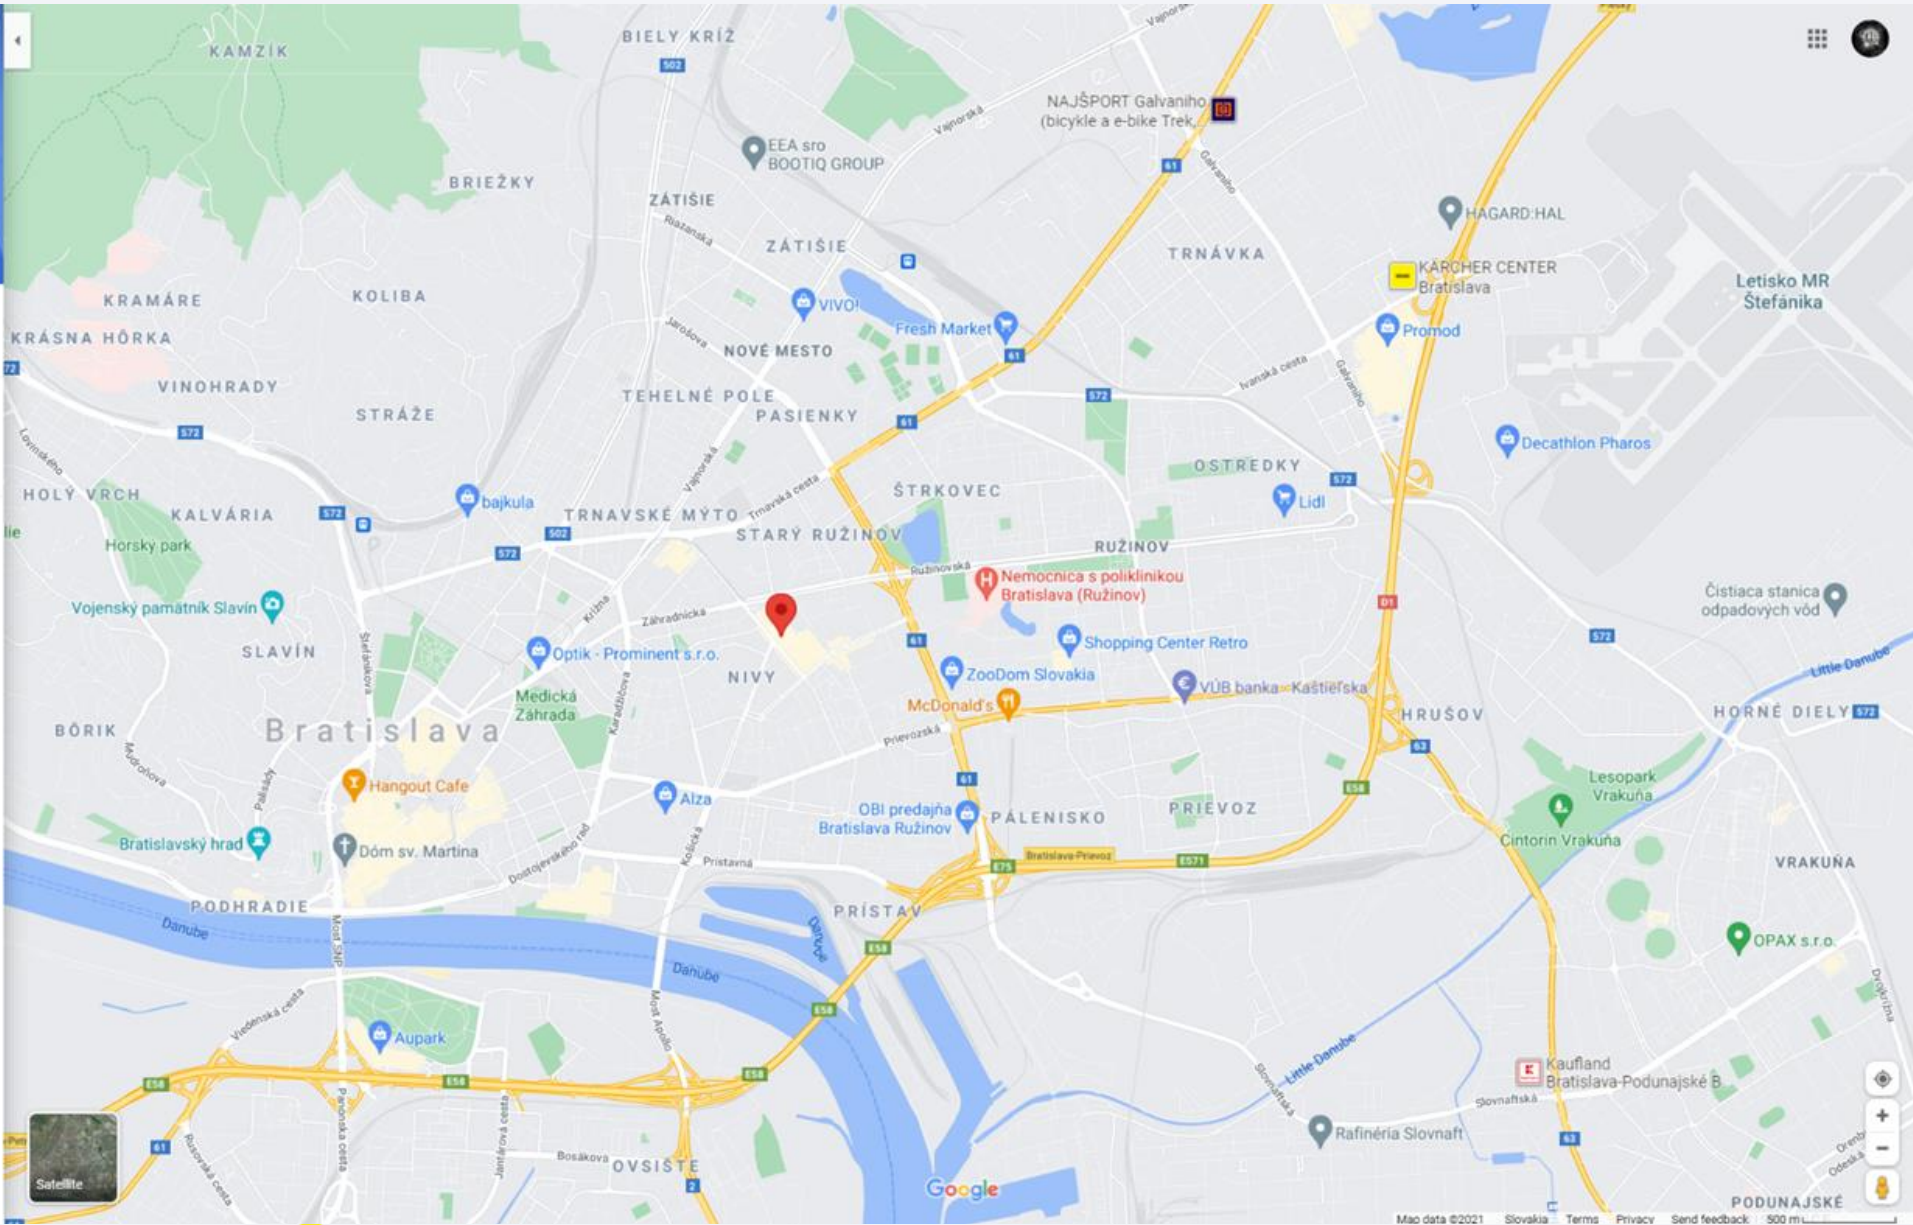 KAMZÍK
BIELY KRÍŽ
502
Vajnorská
61
NAJŠPORT Galvaniho
(bicykle a e-bike Trek,...
Vajnorská
EEA sro
BOOTIQ GROUP
61
Galvaniho
BRIEŽKY
ZÁTIŠIE
Riazanská
HAGARD:HAL
ZÁTIŠIE
TRNÁVKA
KÄRCHER CENTER
Bratislava
Letisko MR
Štefánika
KRAMÁRE
KOLIBA
VIVO!
Fresh Market
Promod
KRÁSNA HÔRKA
Jarošova
NOVÉ MESTO
61
Ivanská cesta
Galvaniho
VINOHRADY
TEHELNÉ POLE
572
STRÁŽE
PASIENKY
61
572
Decathlon Pharos
Vajnorská
OSTREDKY
572
HOLÝ VRCH
KALVÁRIA
572
bajkula
TRNAVSKÉ MÝTO
Trnavská cesta
ŠTRKOVEC
Lidl
502
STARÝ RUŽINOV
572
Horský park
RUŽINOV
Ružinovská
Nemocnica s poliklinikou
Bratislava (Ružinov)
Čistiaca stanica
odpadových vôd
D1
Vojenský pamätník Slavín
Krížna
Záhradnícka
61
572
Shopping Center Retro
SLAVÍN
Štefánikova
Optik - Prominent s.r.o.
Little Danube
NIVY
ZooDom Slovakia
VÚB banka - Kaštieľska
Medická
Záhrada
Karadžičova
McDonald's
HRUŠOV
HORNÉ DIELY
572
BÔRIK
Bratislava
Prievozská
63
Mudroňova
Palisády
61
Hangout Cafe
Alza
E58
Lesopark
Vrakuňa
OBI predajňa
Bratislava Ružinov
PÁLENISKO
PRIEVOZ
Bratislavský hrad
Dóm sv. Martina
Dostojevského rad
Košická
Prístavná
Bratislava-Prievoz
E75
E571
Cintorín Vrakuňa
VRAKUŇA
PODHRADIE
PRÍSTAV
Danube
Most SNP
Danube
Danube
E58
OPAX s.r.o.
Dvojkrížna
Viedenská cesta
Most Apollo
E58
Aupark
Little Danube
E58
E58
E58
Kaufland
Bratislava-Podunajské B...
Slovnaftská
Slovnaftská
Panónska cesta
Jantárová cesta
61
Rusovská cesta
Bosákova
OVSIŠTE
Rafinéria Slovnaft
63
Satellite
2
Google
PODUNAJSKÉ
Map data ©2021 Slovakia Terms Privacy Send feedback 500 m